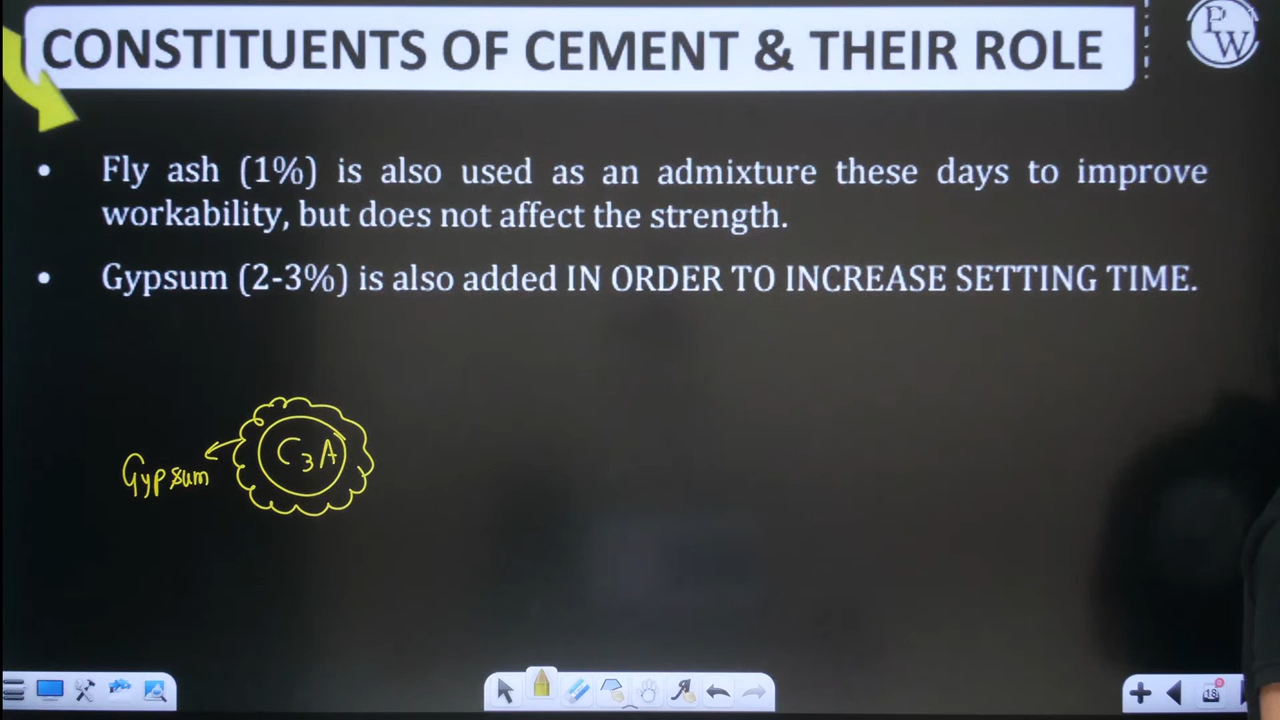 CONSTITUENTS OF CEMENT & THEIR ROLE
PW
• Fly ash (1%) is also used as an admixture these days to improve
workability, but does not affect the strength.
• Gypsum (2-3%) is also added IN ORDER TO INCREASE SETTING TIME.
C3A
Gypsum
18